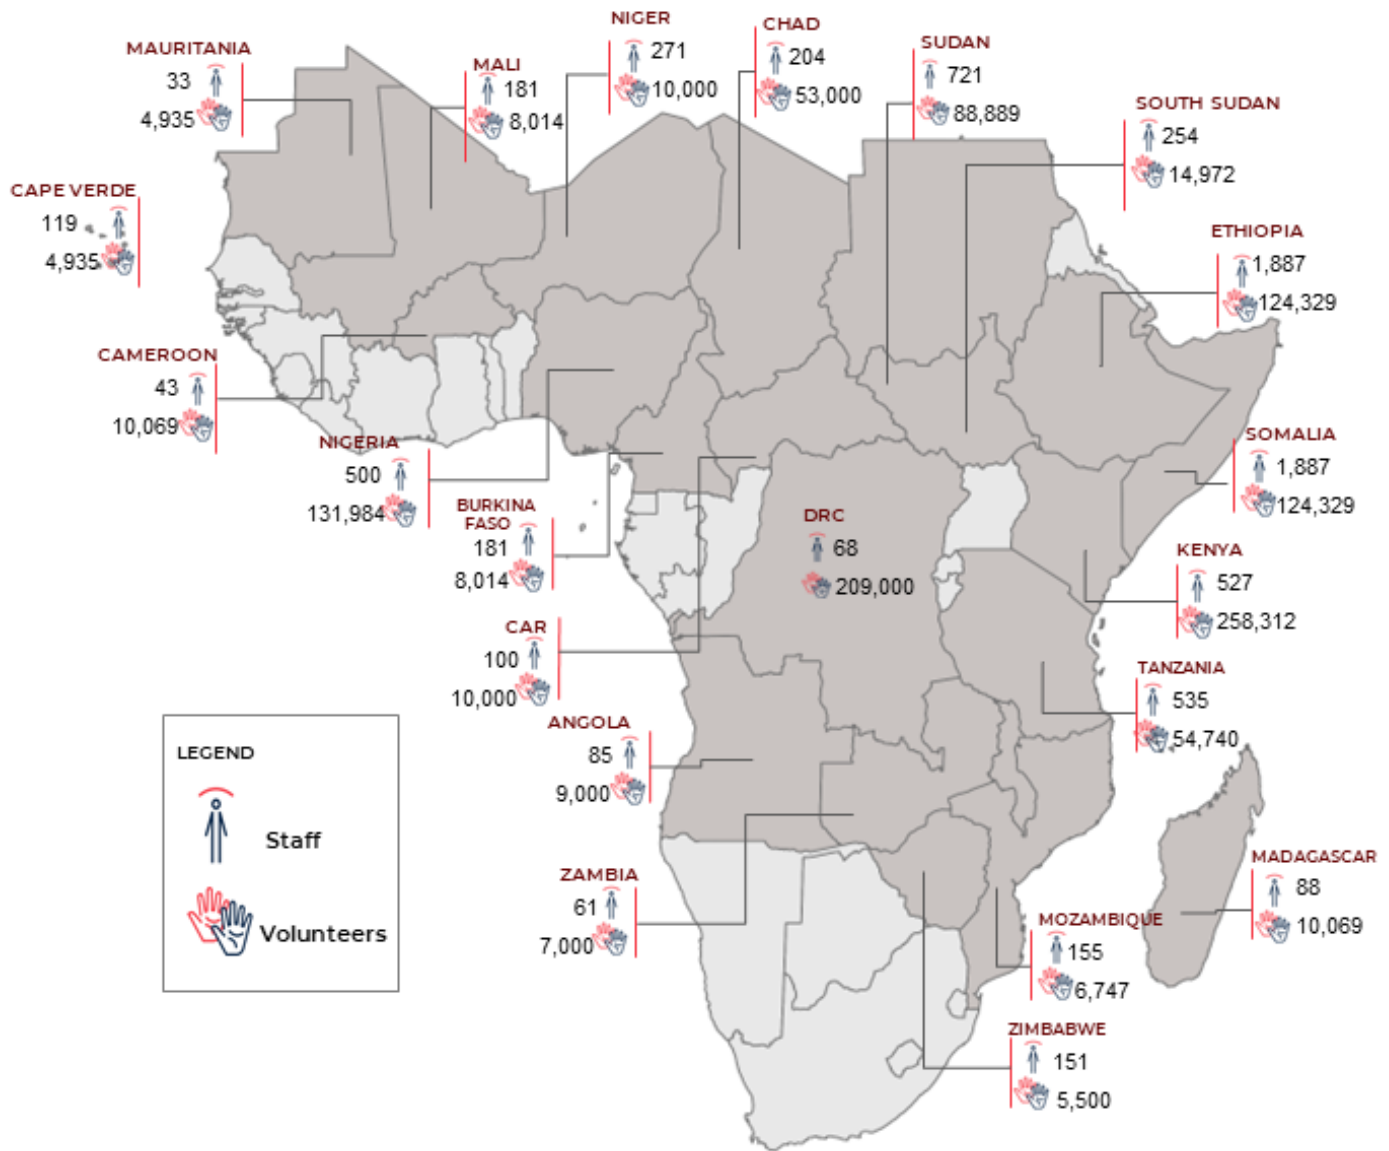 NIGER
271
10,000
CHAD
204
53,000
SUDAN
721
88,889
MAURITANIA
33
4,935
MALI
181
8,014
SOUTH SUDAN
254
14,972
CAPE VERDE
119
4,935
ETHIOPIA
1,887
124,329
CAMEROON
43
10,069
NIGERIA
500
131,984
SOMALIA
1,887
124,329
BURKINA
FASO
181
8,014
DRC
68
209,000
KENYA
527
258,312
CAR
100
10,000
TANZANIA
535
54,740
ANGOLA
85
9,000
LEGEND
Staff
Volunteers
ZAMBIA
61
7,000
MADAGASCAR
88
10,069
MOZAMBIQUE
155
6,747
ZIMBABWE
151
5,500